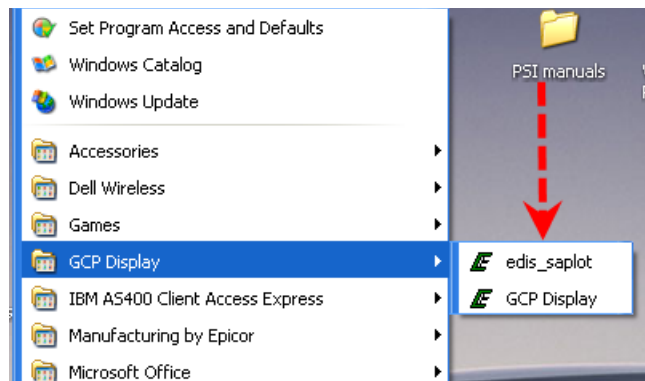 Set Program Access and Defaults
Windows Catalog
Windows Update
Accessories
Dell Wireless
Games
GCP Display
IBM AS400 Client Access Express
Manufacturing by Epicor
Microsoft Office
PSI manuals
edis_saplot
GCP Display